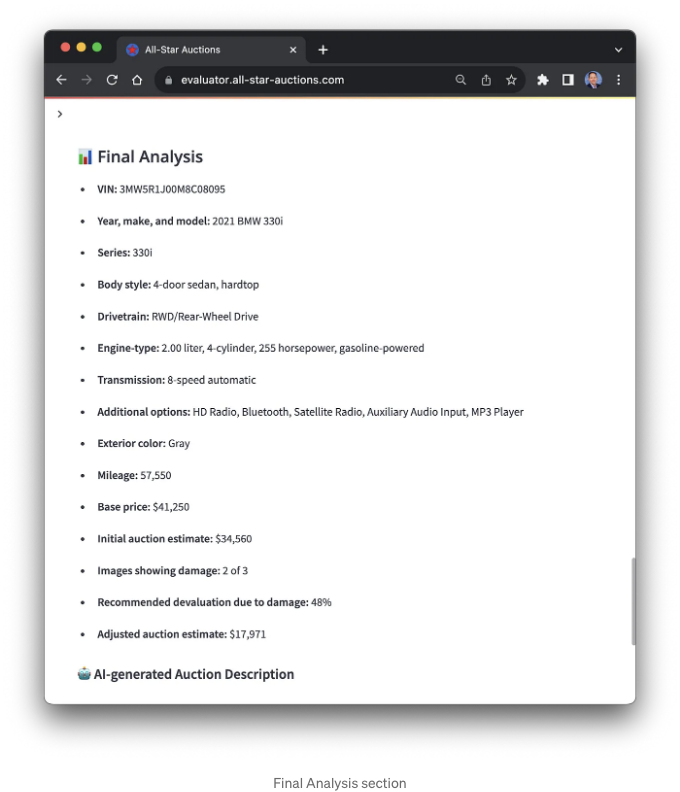 All-Star Auctions
evaluator.all-star-auctions.com
Final Analysis
VIN: 3MW5R1J00M8C08095
Year, make, and model: 2021 BMW 330i
Series: 330i
Body style: 4-door sedan, hardtop
Drivetrain: RWD/Rear-Wheel Drive
Engine-type: 2.00 liter, 4-cylinder, 255 horsepower, gasoline-powered
Transmission: 8-speed automatic
Additional options: HD Radio, Bluetooth, Satellite Radio, Auxiliary Audio Input, MP3 Player
Exterior color: Gray
Mileage: 57,550
Base price: $41,250
Initial auction estimate: $34,560
Images showing damage: 2 of 3
Recommended devaluation due to damage: 48%
Adjusted auction estimate: $17,971
AI-generated Auction Description
Final Analysis section